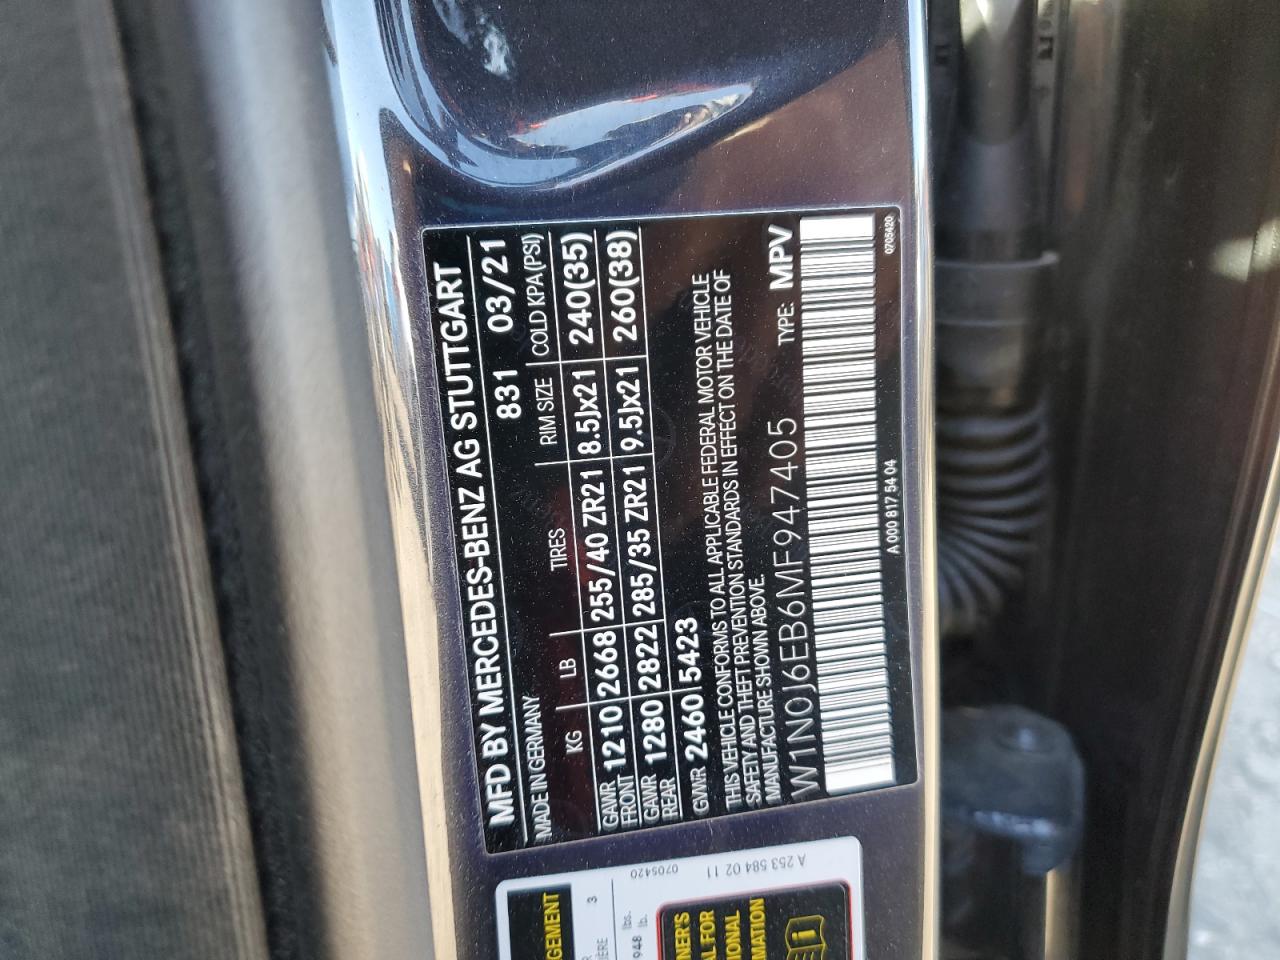 MFD BY MERCEDES-BENZ AG STUTTGART
MADE IN GERMANY 831 03/21
KG LB TIRES RIM SIZE COLD KPA (PSI)
GAWR FRONT 1210 2668 255/40 ZR21 8.5Jx21 240(35)
GAWR REAR 1280 2822 285/35 ZR21 9.5Jx21 260(38)
GVWR 2460 5423
THIS VEHICLE CONFORMS TO ALL APPLICABLE FEDERAL MOTOR VEHICLE
SAFETY AND THEFT PREVENTION STANDARDS IN EFFECT ON THE DATE OF
MANUFACTURE SHOWN ABOVE.
W1N0J6EB6MF947405 TYPE: MPV
A 000 817 54 04 0705420
A 253 584 02 11
0705420
3
948 lbs.
lb.